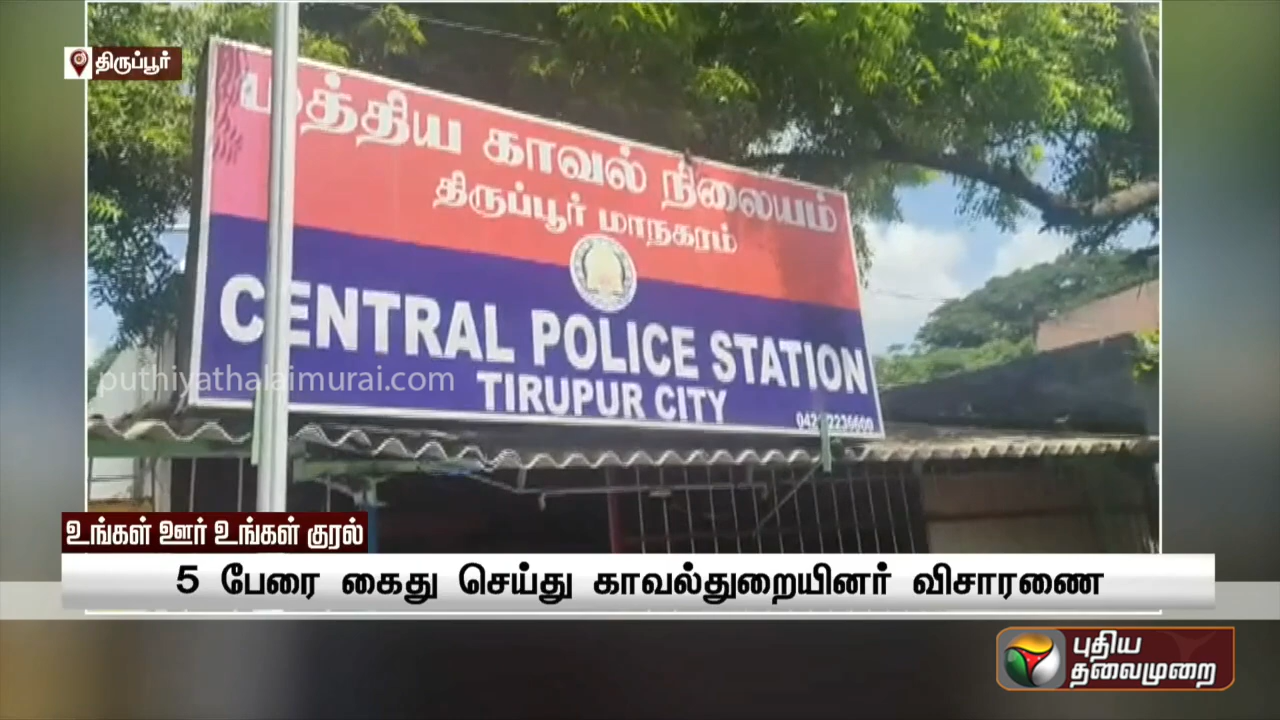 திருப்பூர்
மத்திய காவல் நிலையம்
திருப்பூர் மாநகரம்
CENTRAL POLICE STATION
TIRUPUR CITY
puthiyathalaimurai.com
உங்கள் ஊர் உங்கள் குரல்
5 பேரை கைது செய்து காவல்துறையினர் விசாரணை
புதிய
தலைமுறை